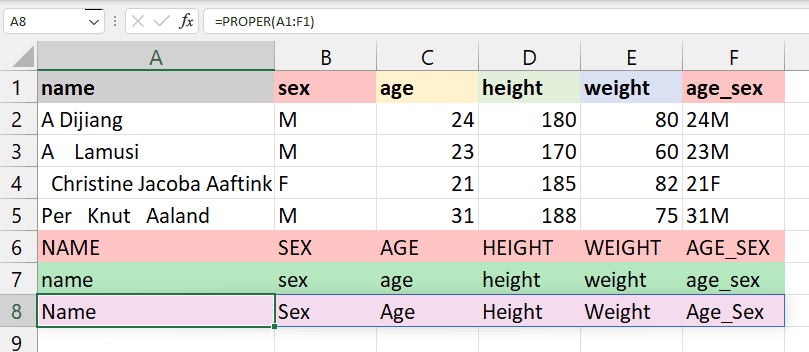 A8 fx =PROPER(A1:F1)
A B C D E F
1 name sex age height weight age_sex
2 A Dijiang M 24 180 80 24M
3 A    Lamusi M 23 170 60 23M
4   Christine Jacoba Aaftink F 21 185 82 21F
5 Per   Knut   Aaland M 31 188 75 31M
6 NAME SEX AGE HEIGHT WEIGHT AGE_SEX
7 name sex age height weight age_sex
8 Name Sex Age Height Weight Age_Sex
9